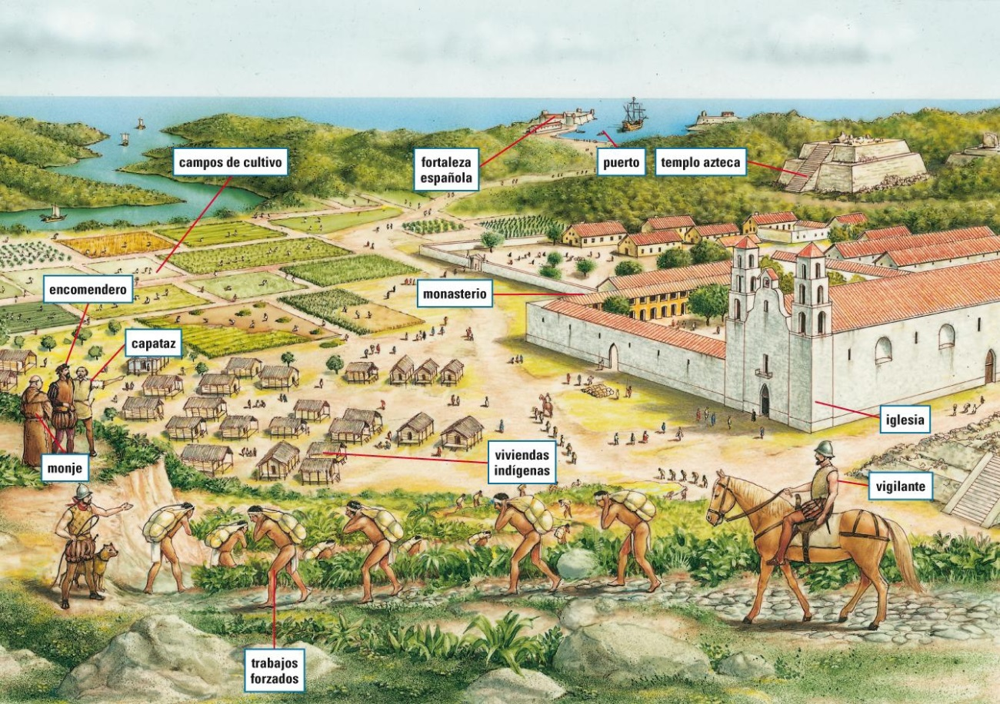 campos de cultivo
fortaleza
española
puerto
templo azteca
encomendero
monasterio
capataz
iglesia
monje
viviendas
indígenas
vigilante
trabajos
forzados